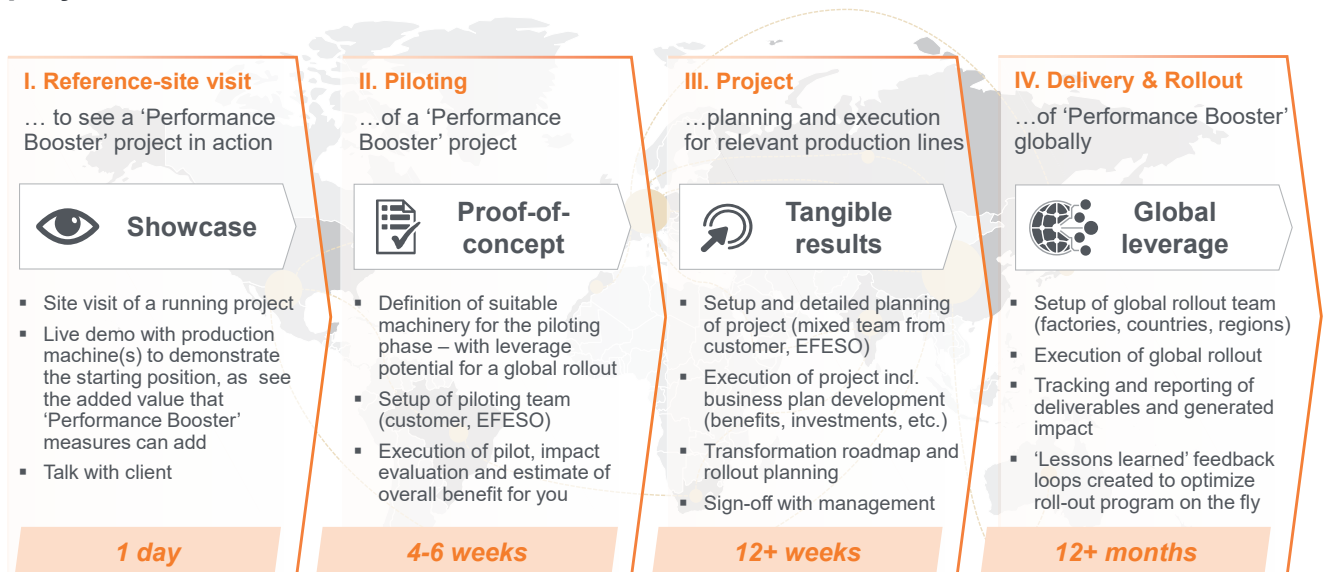 I. Reference-site visit
… to see a ‘Performance
Booster’ project in action
Showcase
▪ Site visit of a running project
▪ Live demo with production
machine(s) to demonstrate
the starting position, as see
the added value that
‘Performance Booster’
measures can add
▪ Talk with client
1 day
II. Piloting
…of a ‘Performance
Booster’ project
Proof-of-
concept
▪ Definition of suitable
machinery for the piloting
phase – with leverage
potential for a global rollout
▪ Setup of piloting team
(customer, EFESO)
▪ Execution of pilot, impact
evaluation and estimate of
overall benefit for you
4-6 weeks
III. Project
…planning and execution
for relevant production lines
Tangible
results
▪ Setup and detailed planning
of project (mixed team from
customer, EFESO)
▪ Execution of project incl.
business plan development
(benefits, investments, etc.)
▪ Transformation roadmap and
rollout planning
▪ Sign-off with management
12+ weeks
IV. Delivery & Rollout
…of ‘Performance Booster’
globally
Global
leverage
▪ Setup of global rollout team
(factories, countries, regions)
▪ Execution of global rollout
▪ Tracking and reporting of
deliverables and generated
impact
▪ ‘Lessons learned’ feedback
loops created to optimize
roll-out program on the fly
12+ months